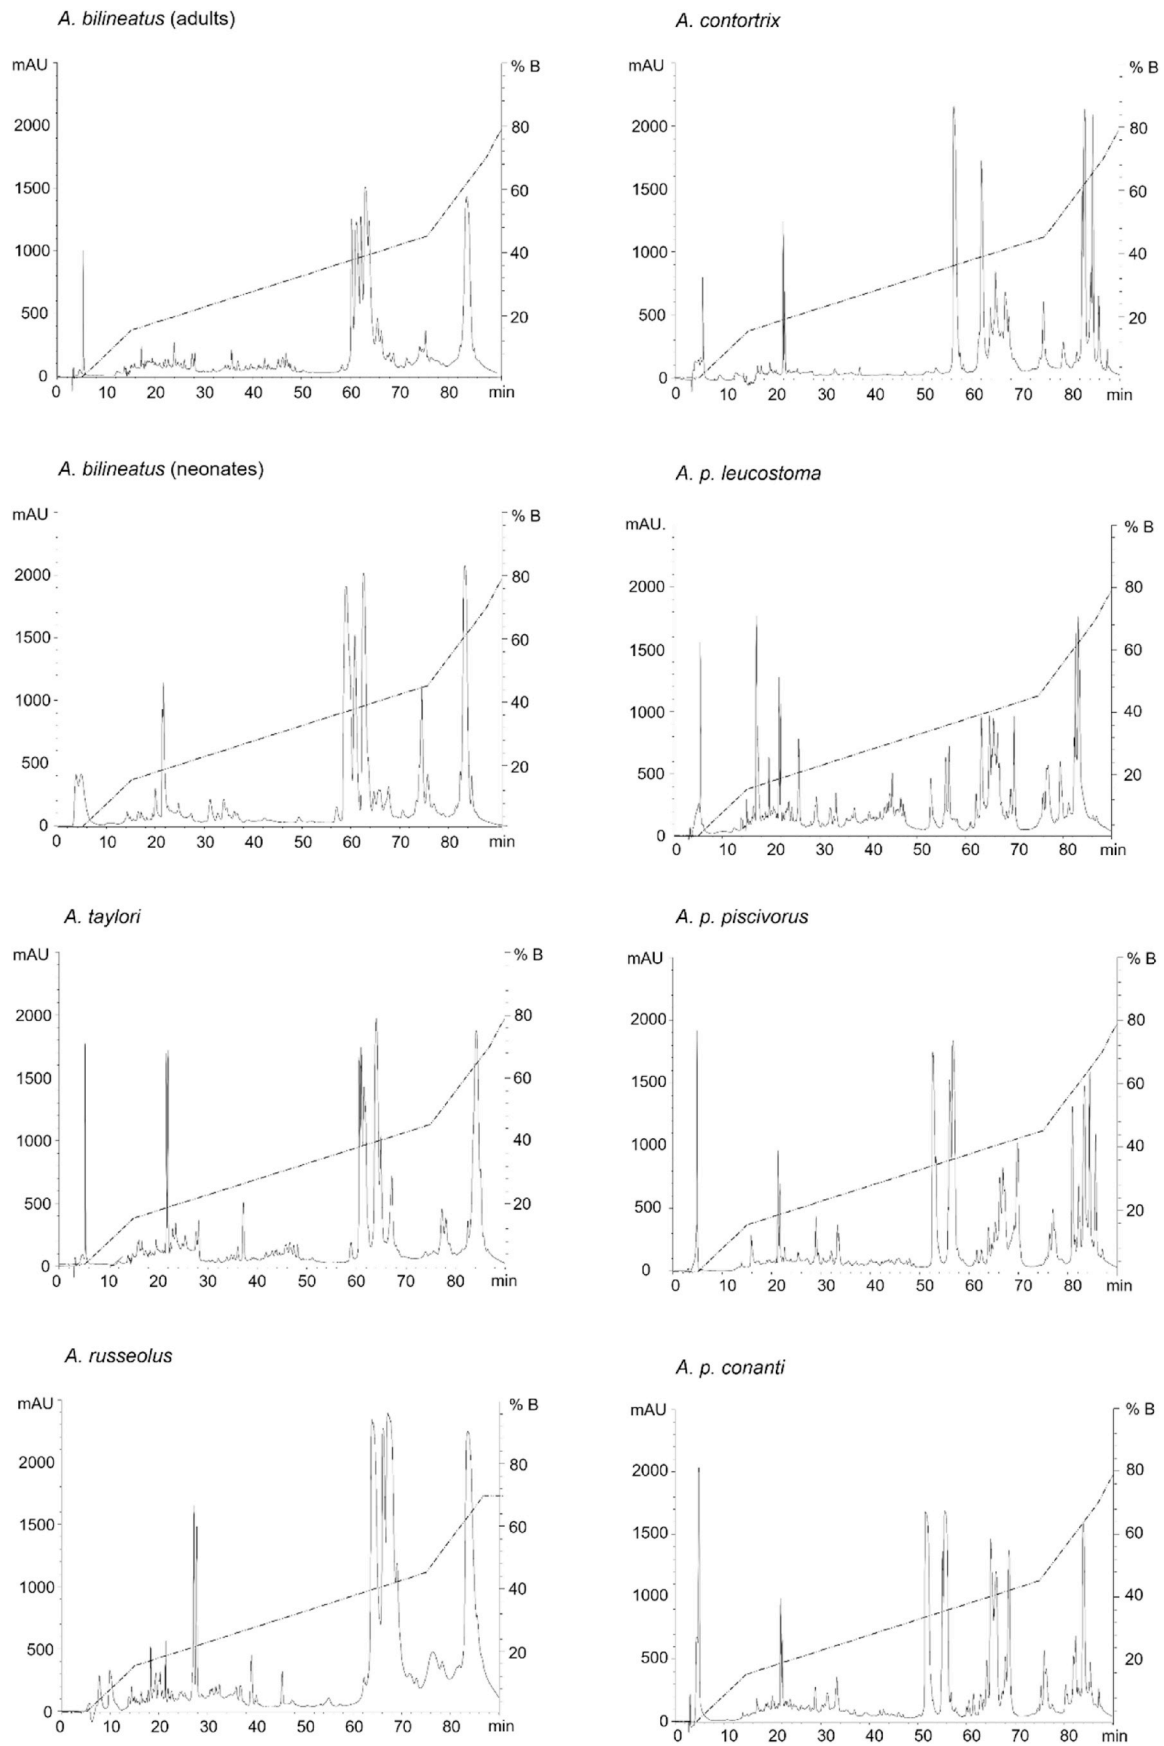 A. bilineatus (adults)
mAU % B
2000 80
1500 60
1000 40
500 20
0
0 10 20 30 40 50 60 70 80 min
A. contortrix
mAU % B
2000 80
1500 60
1000 40
500 20
0
0 10 20 30 40 50 60 70 80 min
A. bilineatus (neonates)
mAU % B
2000 80
1500 60
1000 40
500 20
0
0 10 20 30 40 50 60 70 80 min
A. p. leucostoma
mAU. % B
2000 80
1500 60
1000 40
500 20
0
0 10 20 30 40 50 60 70 80 min
A. taylori
mAU % B
2000 80
1500 60
1000 40
500 20
0
0 10 20 30 40 50 60 70 80 min
A. p. piscivorus
mAU % B
2000 80
1500 60
1000 40
500 20
0
0 10 20 30 40 50 60 70 80 min
A. russeolus
mAU % B
2000 80
1500 60
1000 40
500 20
0
0 10 20 30 40 50 60 70 80 min
A. p. conanti
mAU % B
2000 80
1500 60
1000 40
500 20
0
0 10 20 30 40 50 60 70 80 min